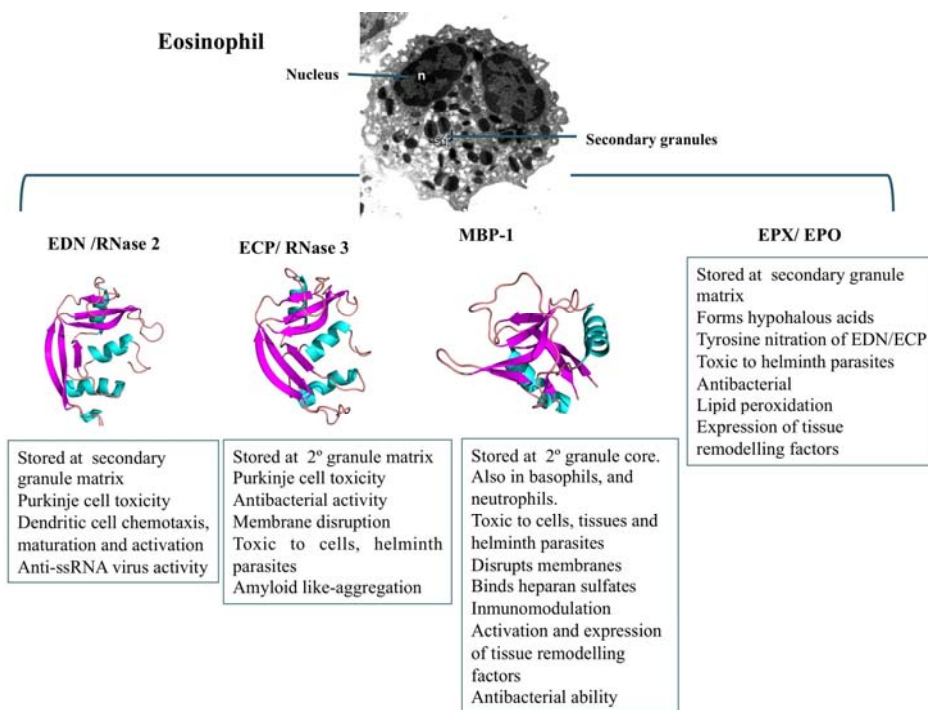 Eosinophil
Nucleus
n
sg
Secondary granules
EDN /RNase 2
ECP/ RNase 3
MBP-1
EPX/ EPO
Stored at secondary granule
matrix
Forms hypohalous acids
Tyrosine nitration of EDN/ECP
Toxic to helminth parasites
Antibacterial
Lipid peroxidation
Expression of tissue
remodelling factors
Stored at secondary
granule matrix
Purkinje cell toxicity
Dendritic cell chemotaxis,
maturation and activation
Anti-ssRNA virus activity
Stored at 2º granule matrix
Purkinje cell toxicity
Antibacterial activity
Membrane disruption
Toxic to cells, helminth
parasites
Amyloid like-aggregation
Stored at 2º granule core.
Also in basophils, and
neutrophils.
Toxic to cells, tissues and
helminth parasites
Disrupts membranes
Binds heparan sulfates
Inmunomodulation
Activation and expression
of tissue remodelling
factors
Antibacterial ability